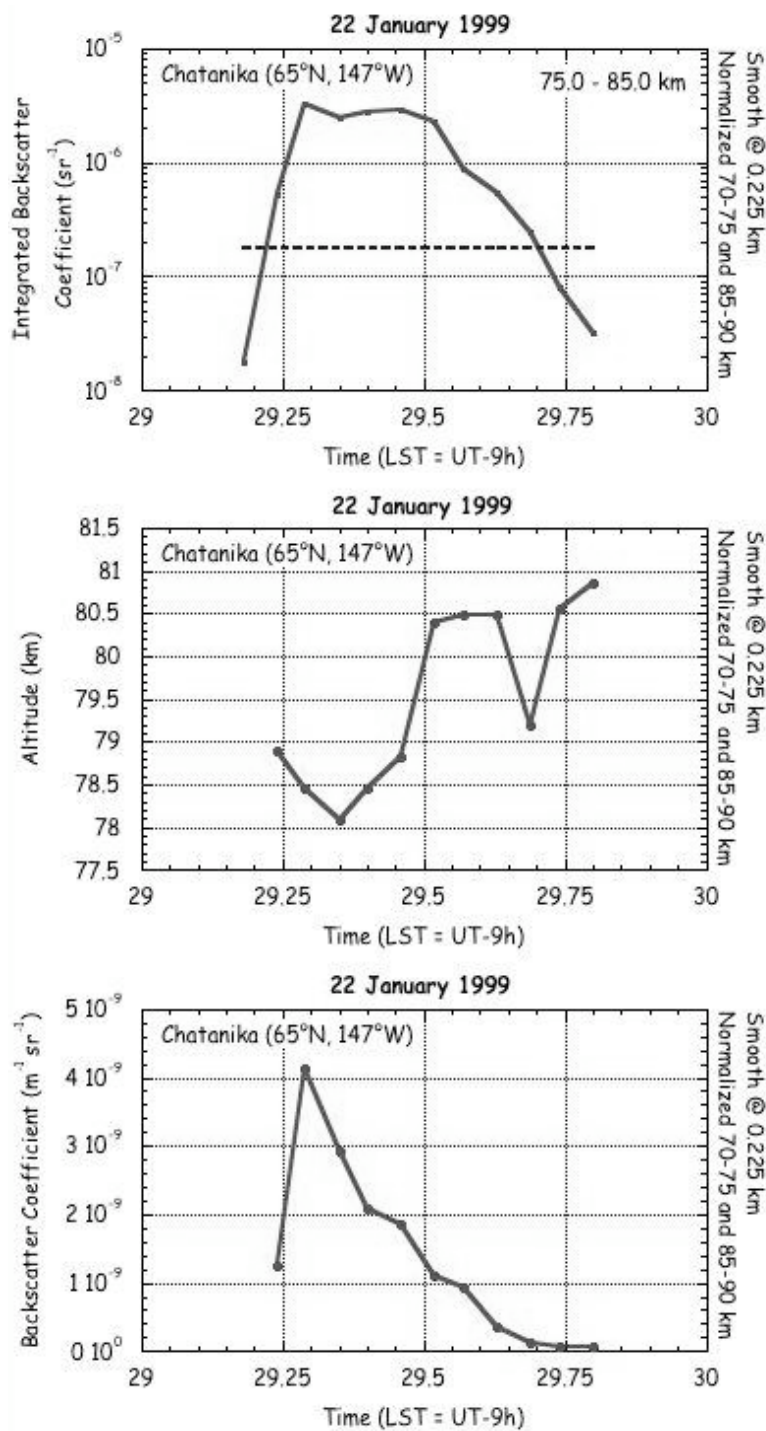 22 January 1999
Chatanika (65°N, 147°W)
75.0 - 85.0 km
Integrated Backscatter
Coefficient (sr⁻¹)
10⁻⁵
10⁻⁶
10⁻⁷
10⁻⁸
29
29.25
29.5
29.75
30
Time (LST = UT-9h)
Smooth @ 0.225 km
Normalized 70-75 and 85-90 km
22 January 1999
Chatanika (65°N, 147°W)
Altitude (km)
81.5
81
80.5
80
79.5
79
78.5
78
77.5
29
29.25
29.5
29.75
30
Time (LST = UT-9h)
Smooth @ 0.225 km
Normalized 70-75 and 85-90 km
22 January 1999
Chatanika (65°N, 147°W)
Backscatter Coefficient (m⁻¹ sr⁻¹)
5 10⁻⁹
4 10⁻⁹
3 10⁻⁹
2 10⁻⁹
1 10⁻⁹
0 10⁰
29
29.25
29.5
29.75
30
Time (LST = UT-9h)
Smooth @ 0.225 km
Normalized 70-75 and 85-90 km